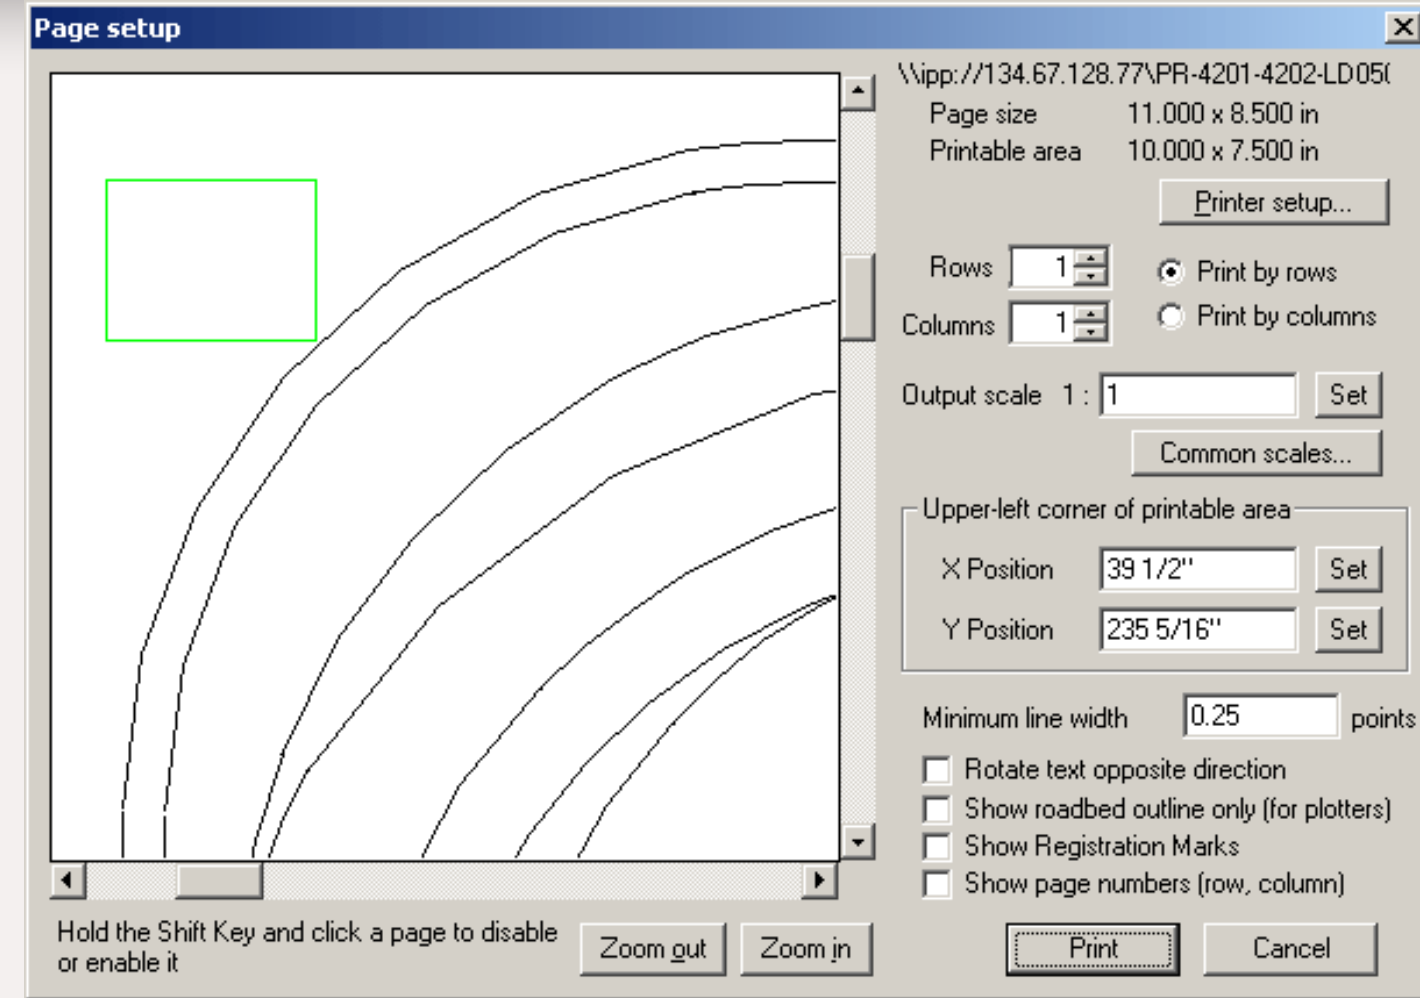 Page setup
\\ipp://134.67.128.77\PR-4201-4202-LD05(
Page size 11.000 x 8.500 in
Printable area 10.000 x 7.500 in
Printer setup...
Rows 1
Print by rows
Columns 1
Print by columns
Output scale 1 : 1 Set
Common scales...
Upper-left corner of printable area
X Position 39 1/2" Set
Y Position 235 5/16" Set
Minimum line width 0.25 points
Rotate text opposite direction
Show roadbed outline only (for plotters)
Show Registration Marks
Show page numbers (row, column)
Hold the Shift Key and click a page to disable
or enable it
Zoom out Zoom in Print Cancel